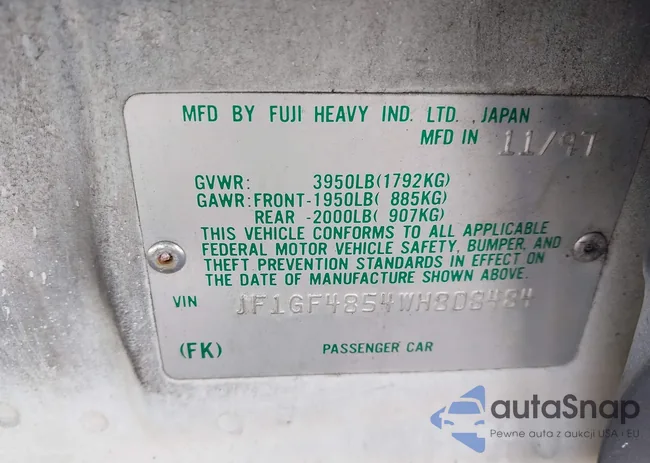 MFD BY FUJI HEAVY IND. LTD. ,JAPAN
MFD IN 11/97
GVWR: 3950LB(1792KG)
GAWR:FRONT-1950LB( 885KG)
REAR -2000LB( 907KG)
THIS VEHICLE CONFORMS TO ALL APPLICABLE
FEDERAL MOTOR VEHICLE SAFETY, BUMPER, AND
THEFT PREVENTION STANDARDS IN EFFECT ON
THE DATE OF MANUFACTURE SHOWN ABOVE.
VIN JF1GF4854WH808484
(FK) PASSENGER CAR
autaSnap
Pewne auta z aukcji USA - EU